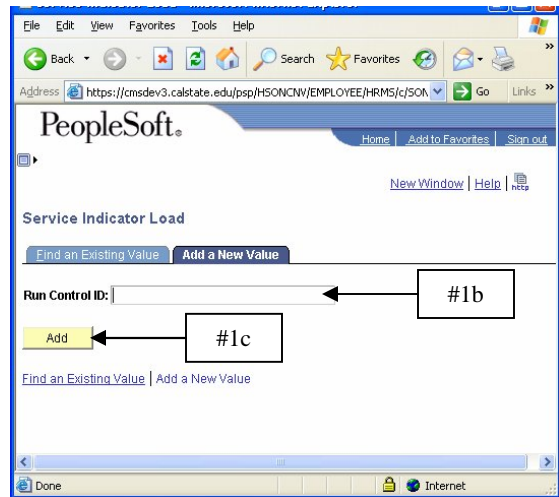 File Edit View Favorites Tools Help
Back Search Favorites »
Address https://cmsdev3.calstate.edu/psp/HSONCNV/EMPLOYEE/HRMS/c/SON Go Links »
PeopleSoft®
Home Add to Favorites Sign out
New Window | Help | http
Service Indicator Load
Find an Existing Value Add a New Value
Run Control ID: #1b
Add #1c
Find an Existing Value | Add a New Value
Done Internet